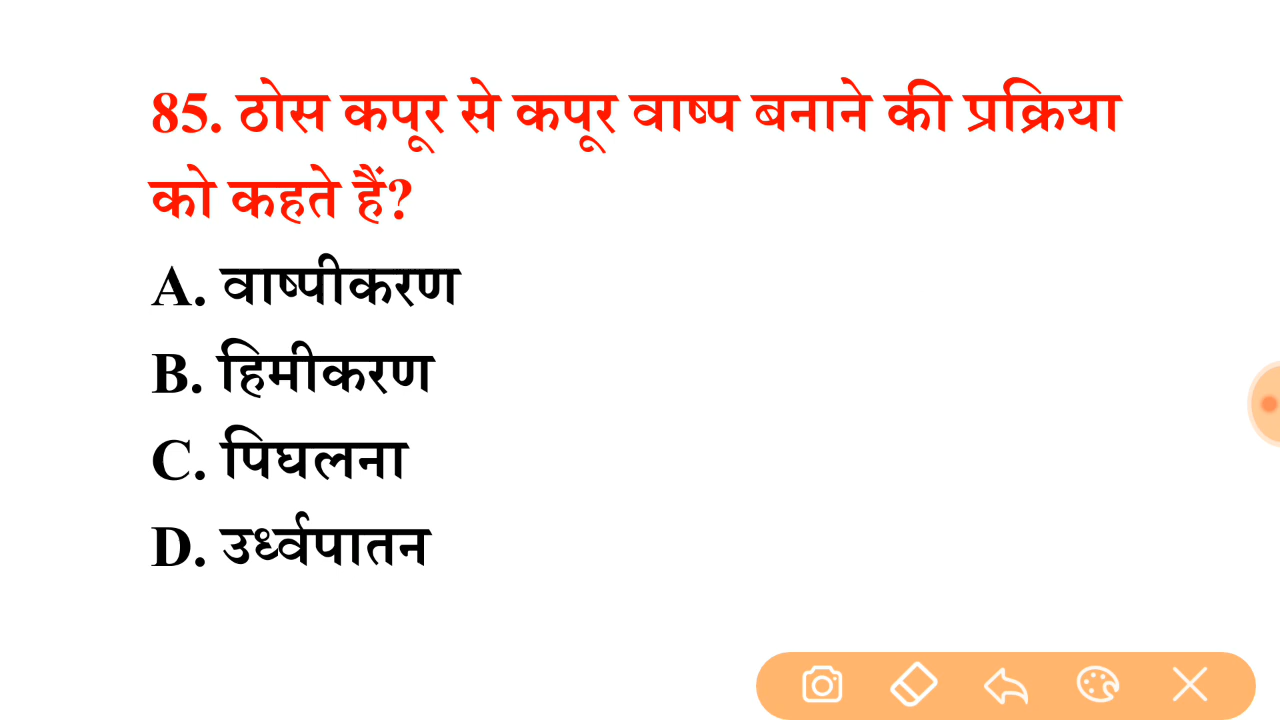 85. ठोस कपूर से कपूर वाष्प बनाने की प्रक्रिया
को कहते हैं?
A. वाष्पीकरण
B. हिमीकरण
C. पिघलना
D. उर्ध्वपातन